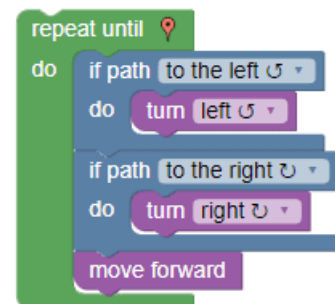 repeat until
do if path to the left ↺ ▾
do turn left ↺ ▾
if path to the right ↻ ▾
do turn right ↻ ▾
move forward